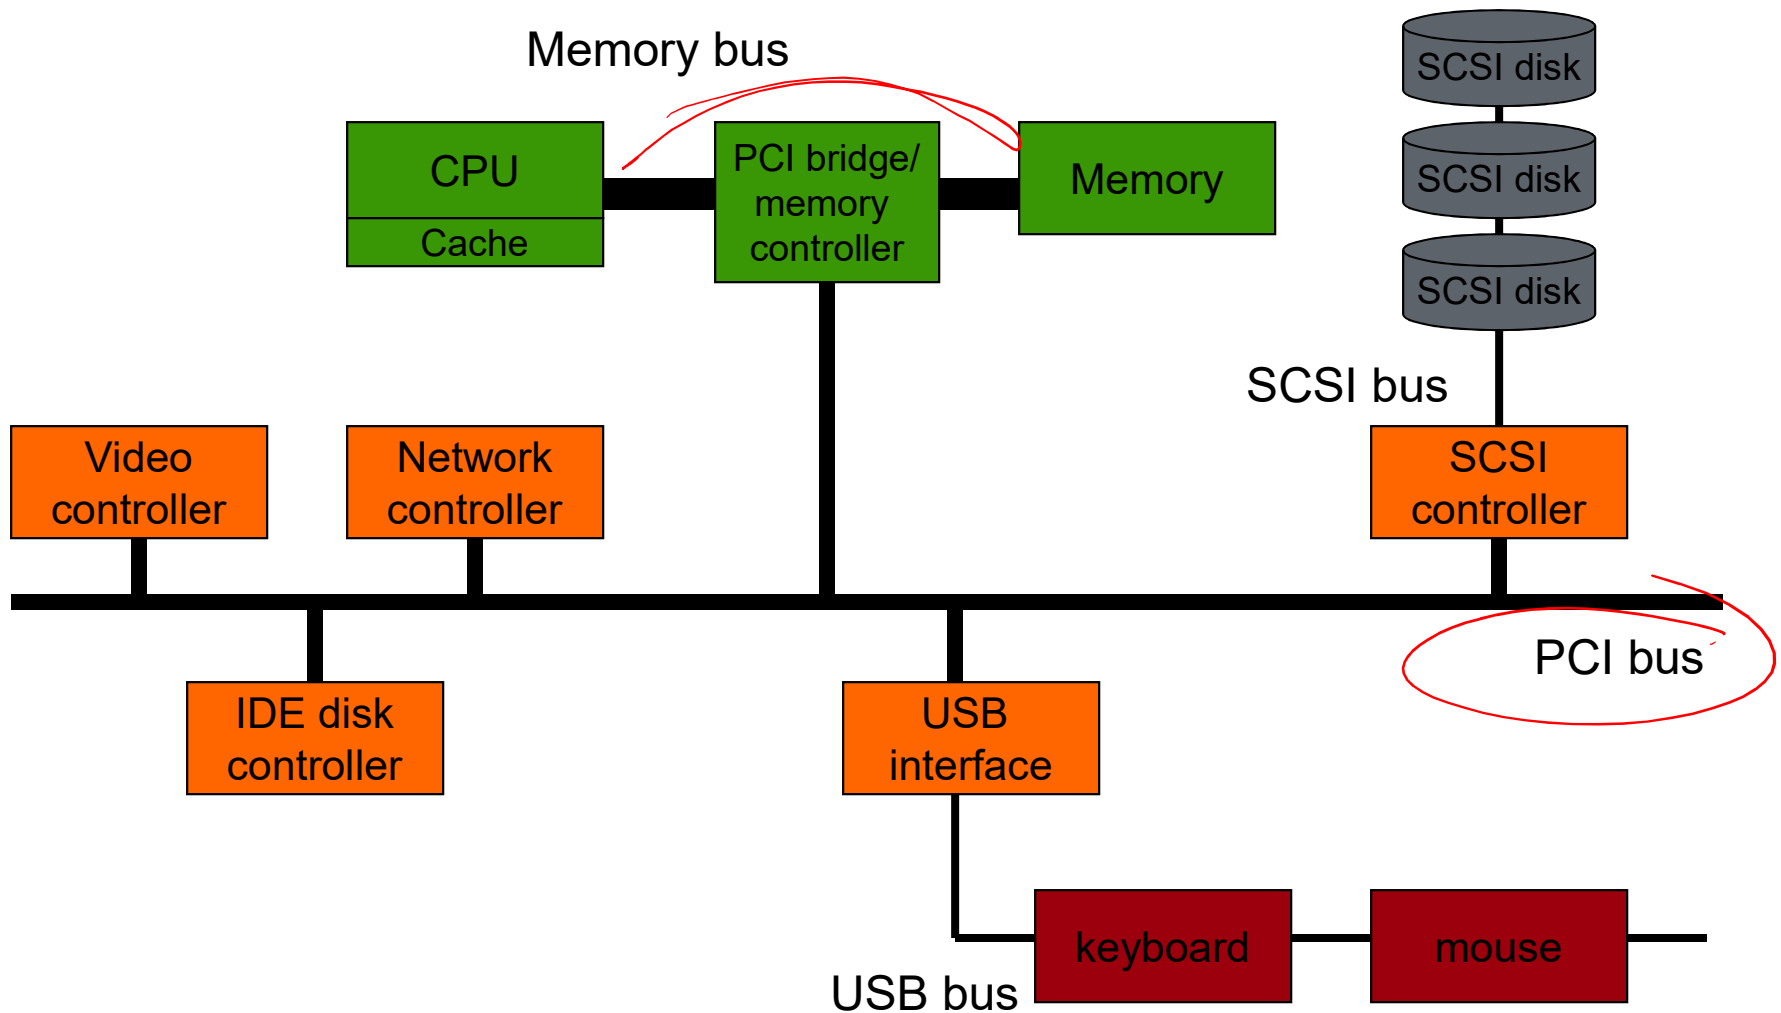 Memory bus
CPU
Cache
PCI bridge/
memory
controller
Memory
SCSI disk
SCSI disk
SCSI disk
SCSI bus
Video
controller
Network
controller
SCSI
controller
PCI bus
IDE disk
controller
USB
interface
keyboard
mouse
USB bus